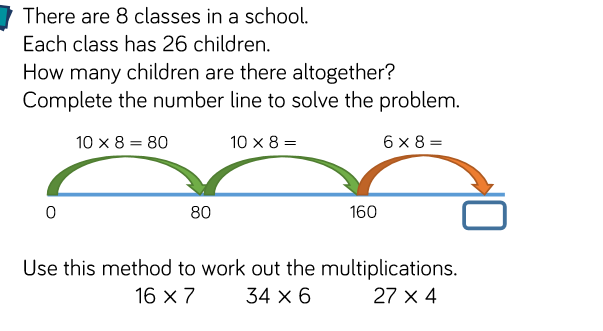 There are 8 classes in a school.
Each class has 26 children.
How many children are there altogether?
Complete the number line to solve the problem.
10 × 8 = 80 10 × 8 = 6 × 8 =
0 80 160
Use this method to work out the multiplications.
16 × 7 34 × 6 27 × 4